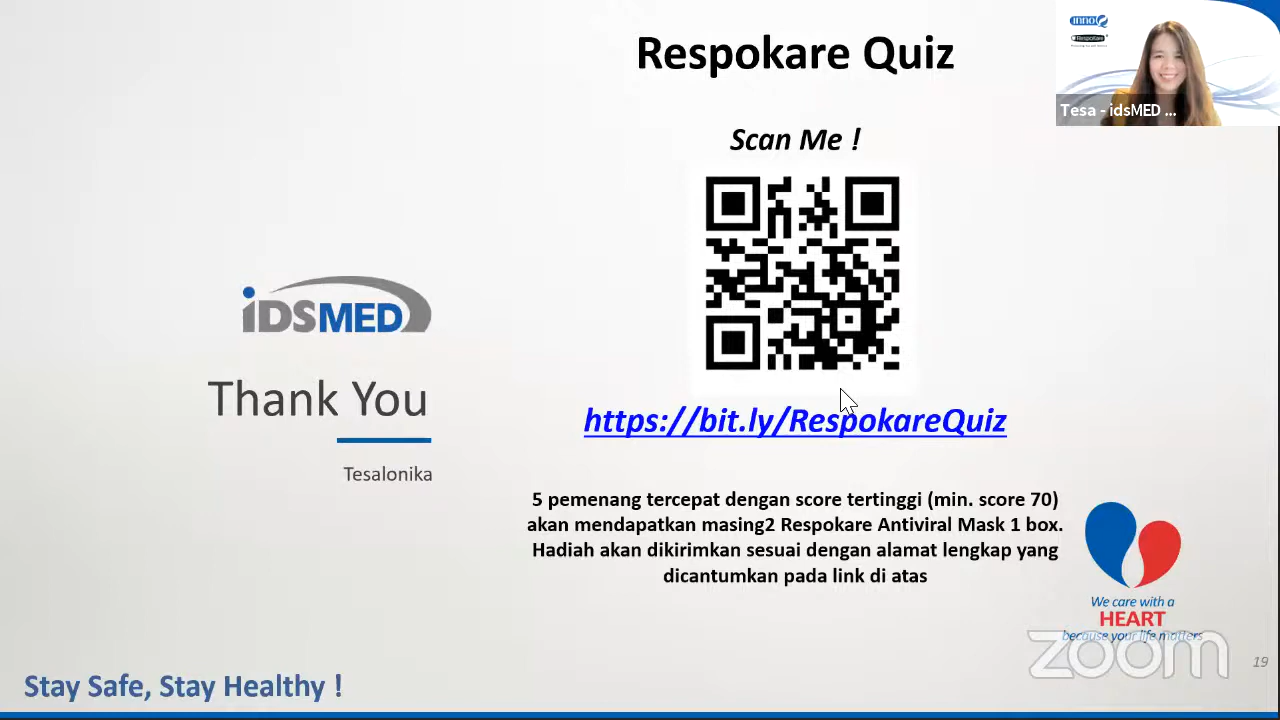 Respokare Quiz
Scan Me !
https://bit.ly/RespokareQuiz
5 pemenang tercepat dengan score tertinggi (min. score 70)
akan mendapatkan masing2 Respokare Antiviral Mask 1 box.
Hadiah akan dikirimkan sesuai dengan alamat lengkap yang
dicantumkan pada link di atas
iDSMED
Thank You
Tesalonika
Stay Safe, Stay Healthy !
We care with a
HEART
because your life matters
zoom
19
innoQ
RespoKare
Tesa - idsMED ...